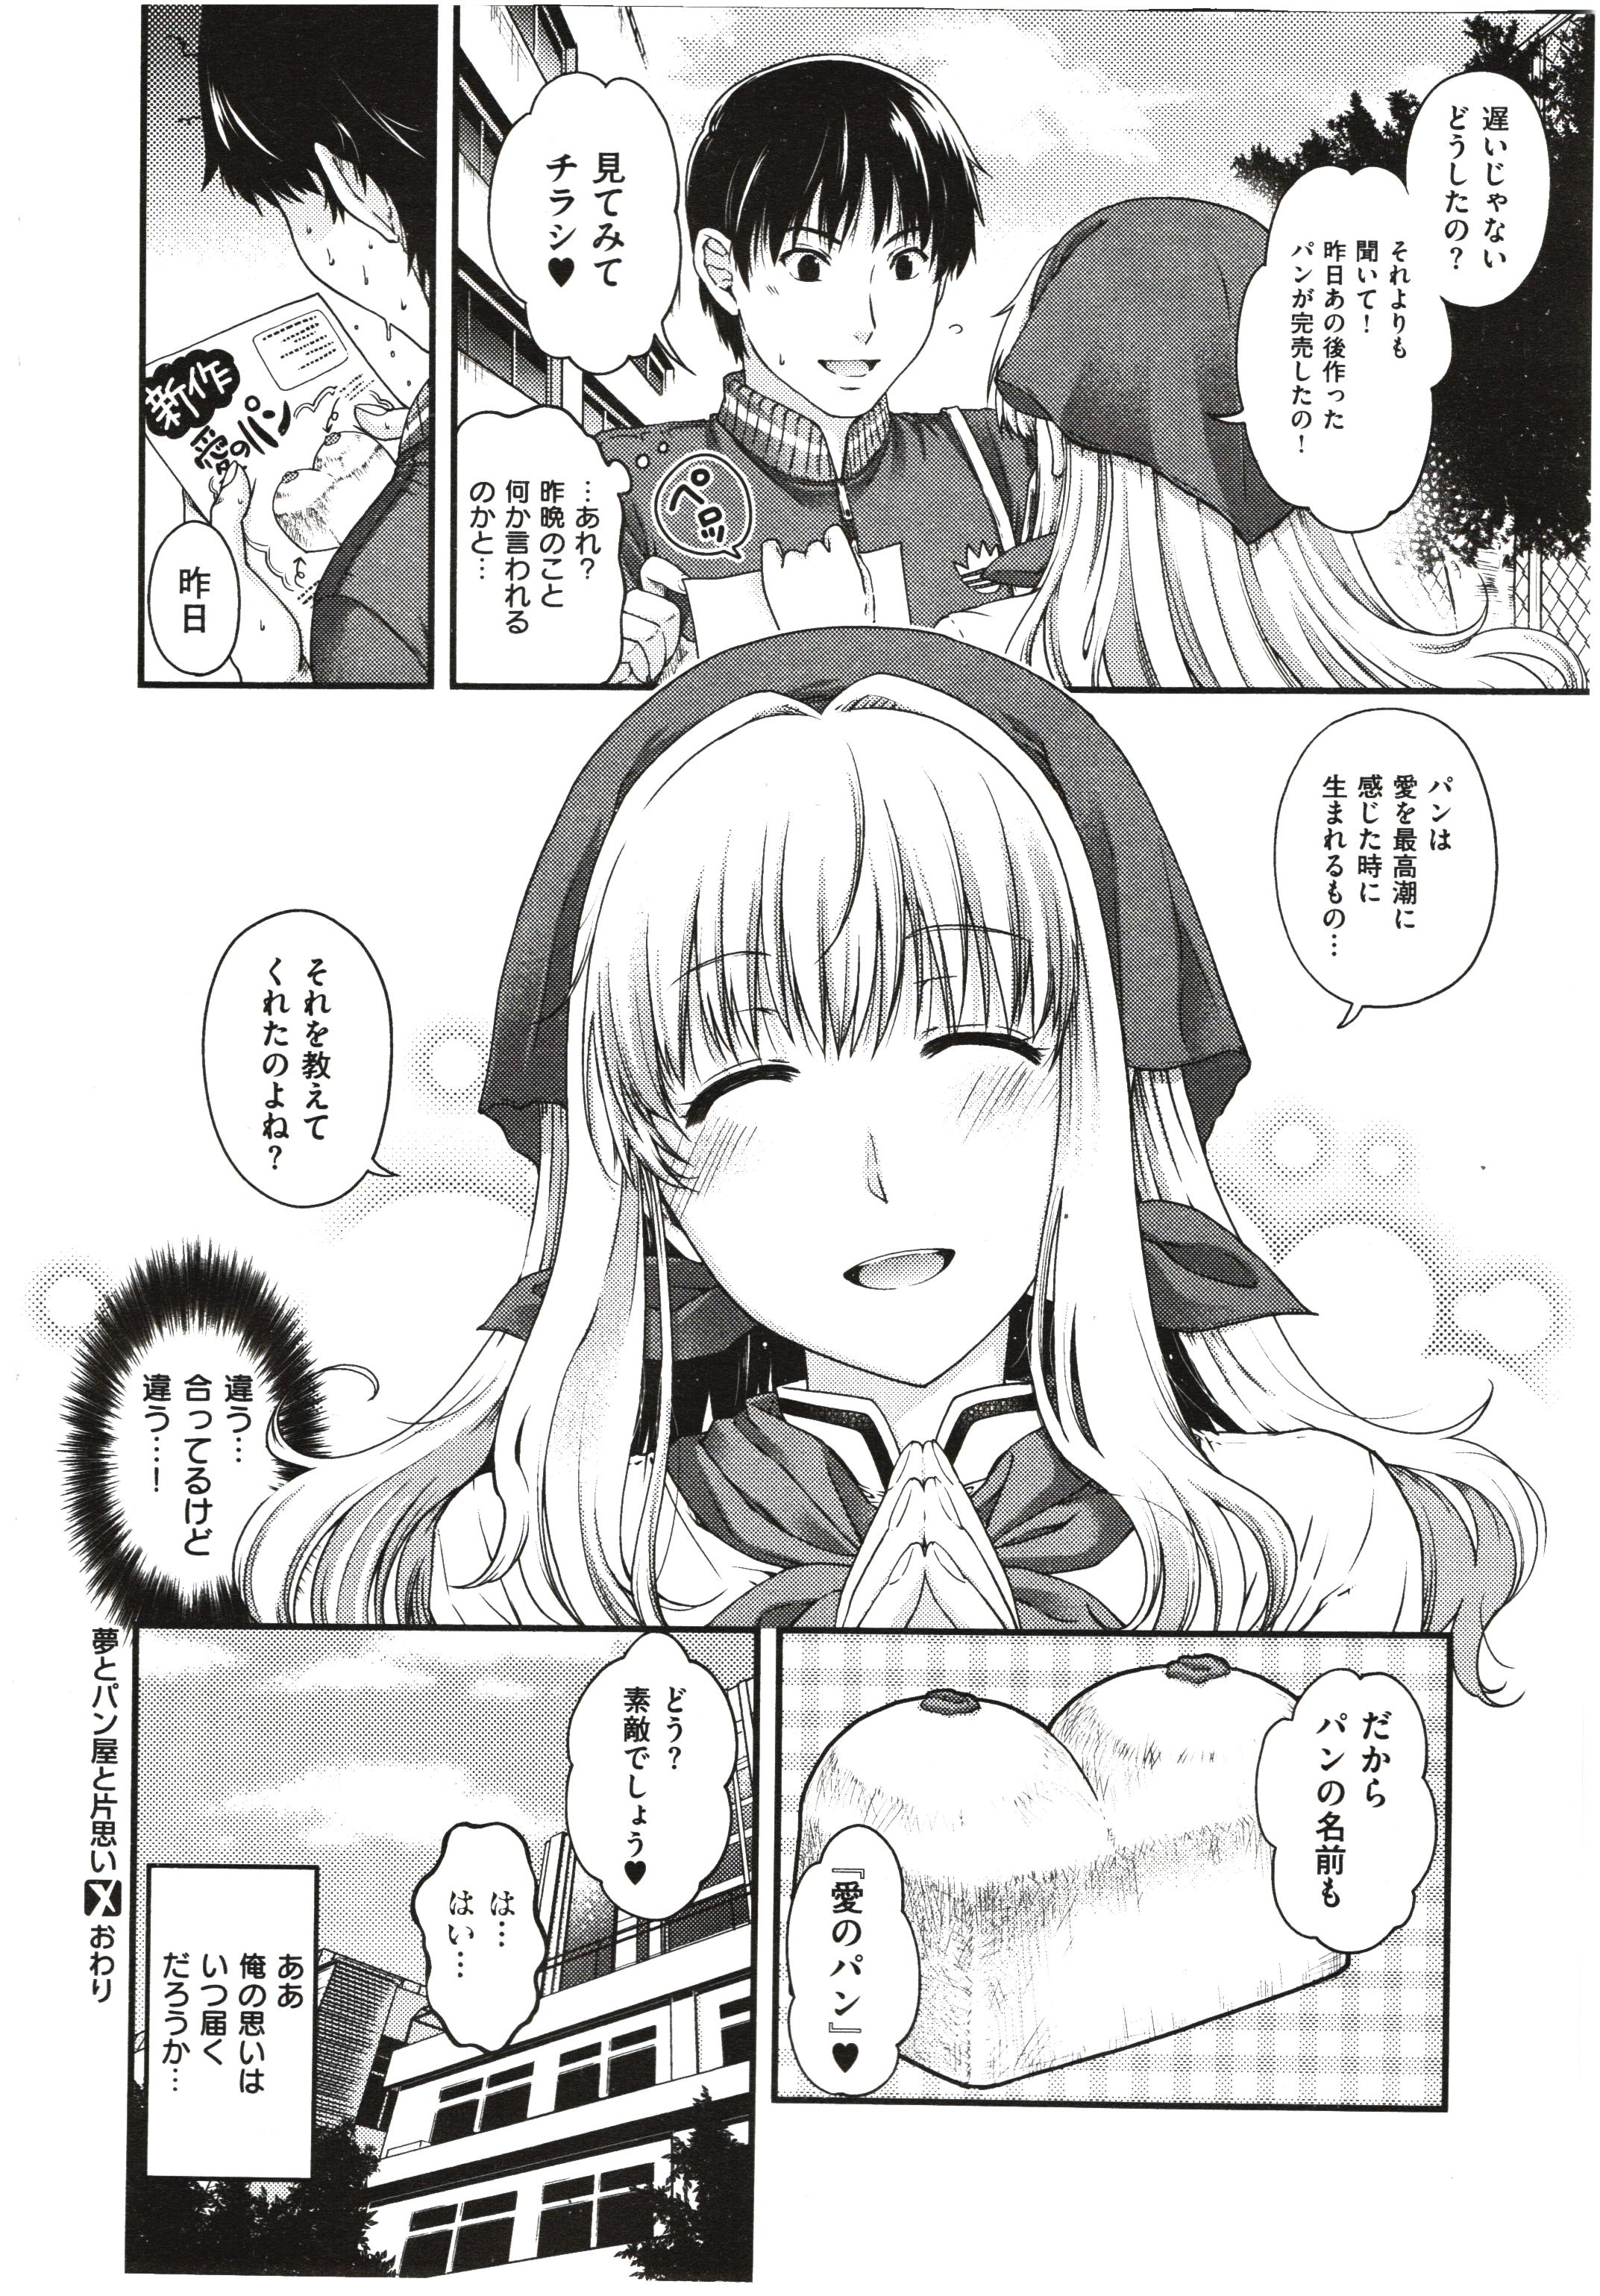 遅いじゃない
どうしたの?
それよりも
聞いて!
昨日あの後作った
パンが完売したの!
見てみて
チラシ♥
ペロッ
…あれ?
昨晩のこと
何か言われる
のかと…
新作
愛のパン
昨日
パンは
愛を最高潮に
感じた時に
生まれるもの…
それを教えて
くれたのよね?
違う…
合ってるけど
違う…!
だから
パンの名前も
『愛のパン』♥
どう?
素敵でしょう♥
は…
はい…
ああ
俺の思いは
いつ届く
だろうか…
夢とパン屋と片思い X おわり